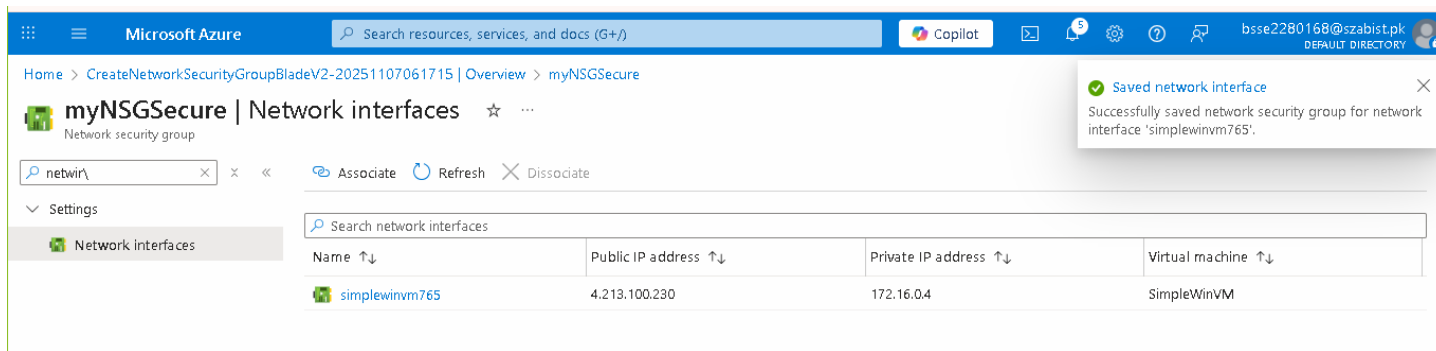 Microsoft Azure
Search resources, services, and docs (G+/)
Copilot
5
bsse2280168@szabist.pk
DEFAULT DIRECTORY
Home > CreateNetworkSecurityGroupBladeV2-20251107061715 | Overview > myNSGSecure
myNSGSecure | Network interfaces
Network security group
Saved network interface
Successfully saved network security group for network
interface 'simplewinvm765'.
netwir\
Associate Refresh Dissociate
Settings
Network interfaces
Search network interfaces
Name Public IP address Private IP address Virtual machine
simplewinvm765 4.213.100.230 172.16.0.4 SimpleWinVM